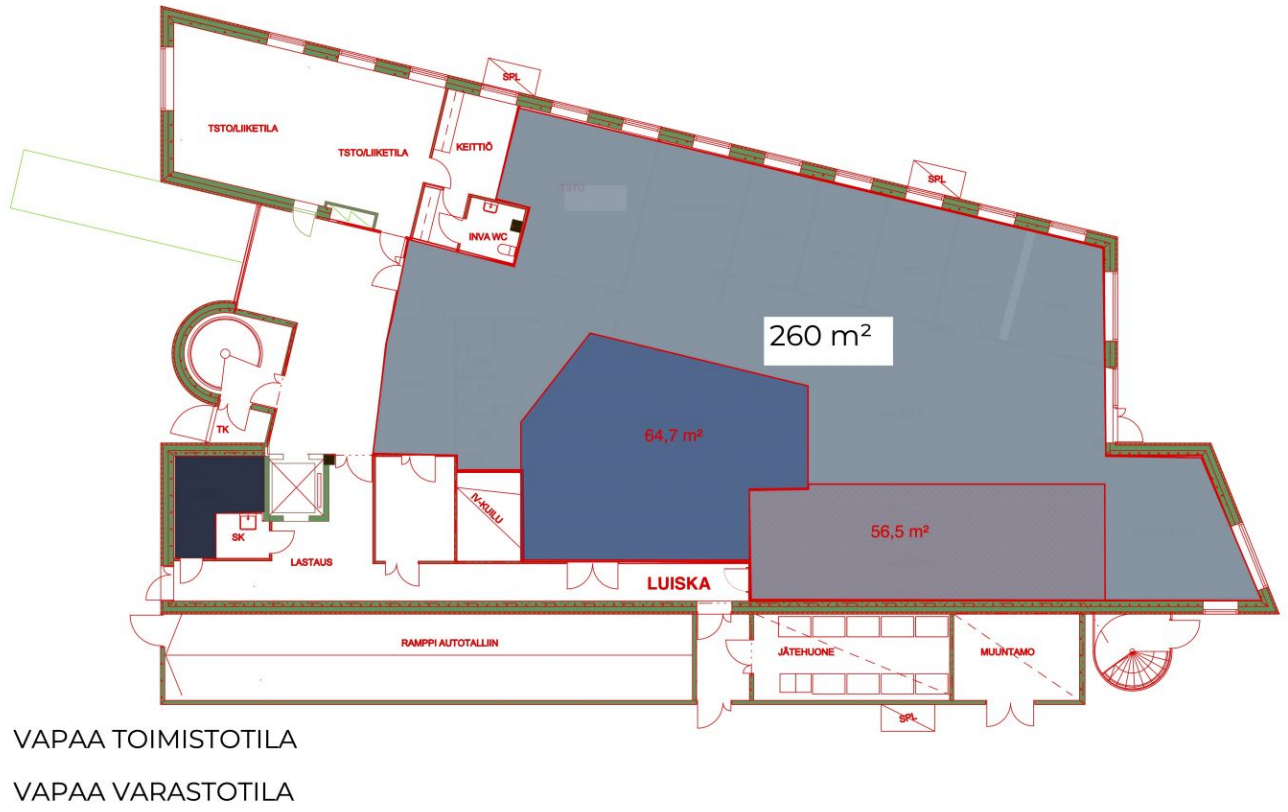 SPL
TSTO/LIIKETILA
TSTO/LIIKETILA
KEITTIÖ
SPL
TSTO
INVA WC
260 m²
64,7 m²
TK
IV-KUILU
56,5 m²
SK
LASTAUS
LUISKA
RAMPPI AUTOTALLIIN
JÄTEHUONE
MUUNTAMO
SPL
VAPAA TOIMISTOTILA
VAPAA VARASTOTILA